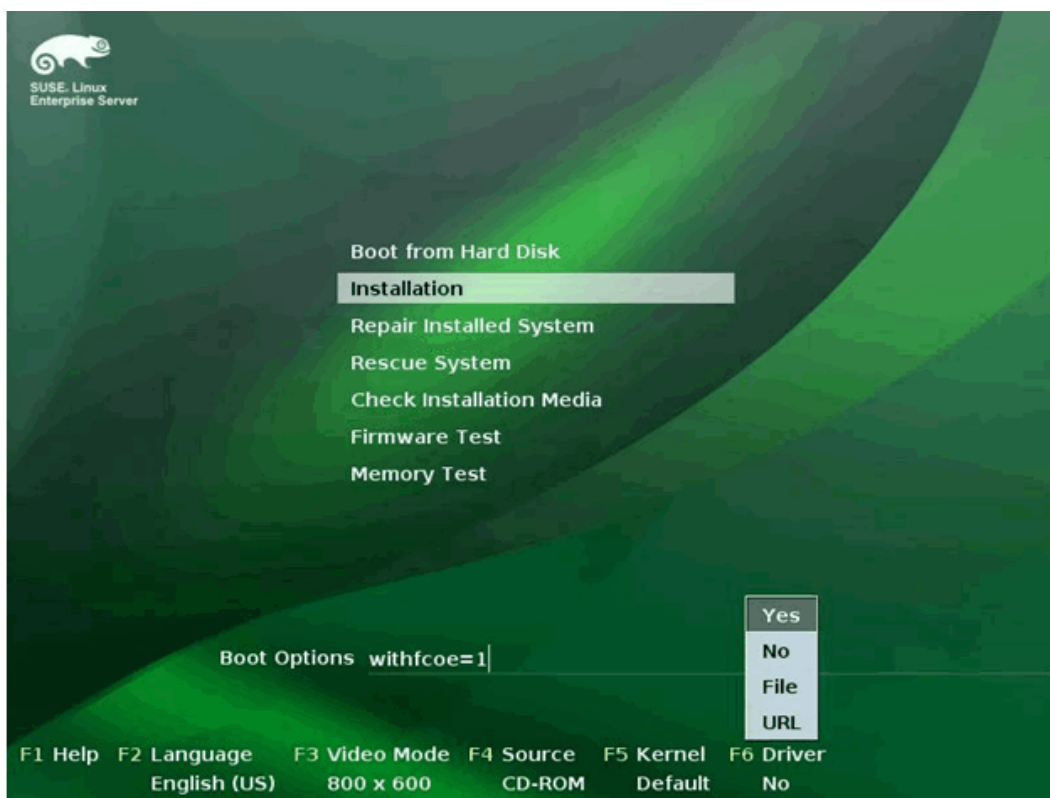 SUSE. Linux
Enterprise Server
Boot from Hard Disk
Installation
Repair Installed System
Rescue System
Check Installation Media
Firmware Test
Memory Test
Yes
No
File
URL
Boot Options withfcoe=1
F1 Help F2 Language F3 Video Mode F4 Source F5 Kernel F6 Driver
English (US) 800 x 600 CD-ROM Default No